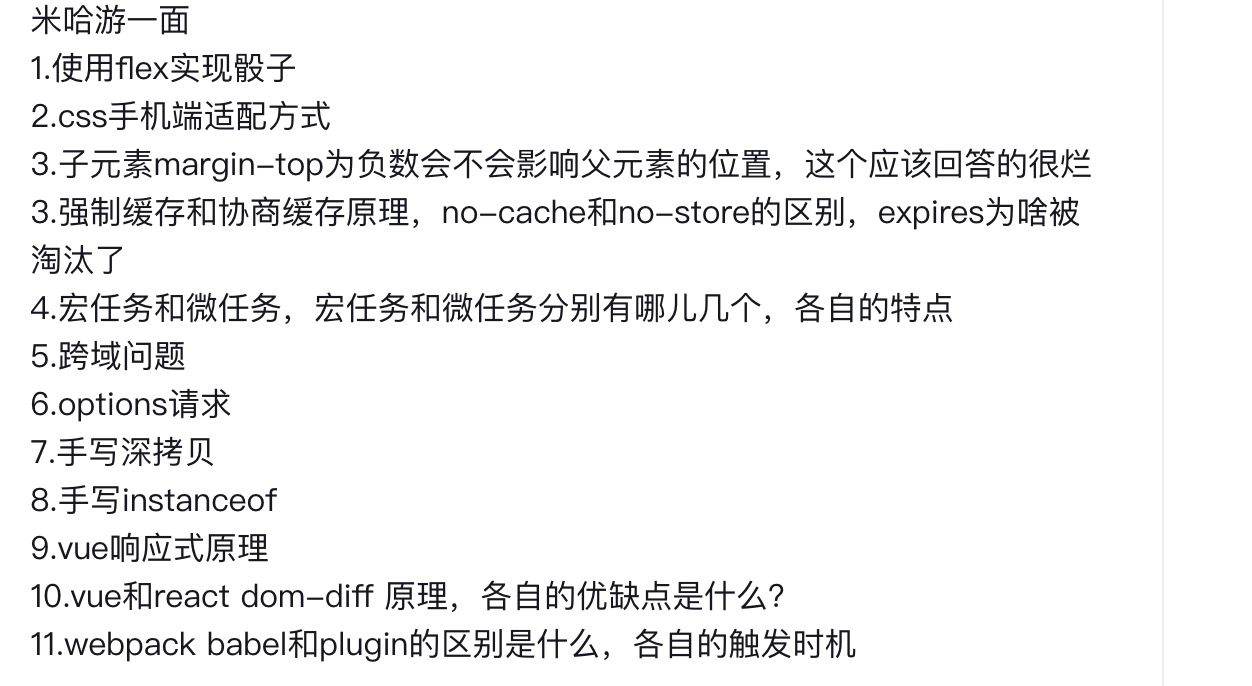 米哈游一面
1.使用flex实现骰子
2.css手机端适配方式
3.子元素margin-top为负数会不会影响父元素的位置，这个应该回答的很烂
3.强制缓存和协商缓存原理，no-cache和no-store的区别，expires为啥被
淘汰了
4.宏任务和微任务，宏任务和微任务分别有哪儿几个，各自的特点
5.跨域问题
6.options请求
7.手写深拷贝
8.手写instanceof
9.vue响应式原理
10.vue和react dom-diff 原理，各自的优缺点是什么？
11.webpack babel和plugin的区别是什么，各自的触发时机